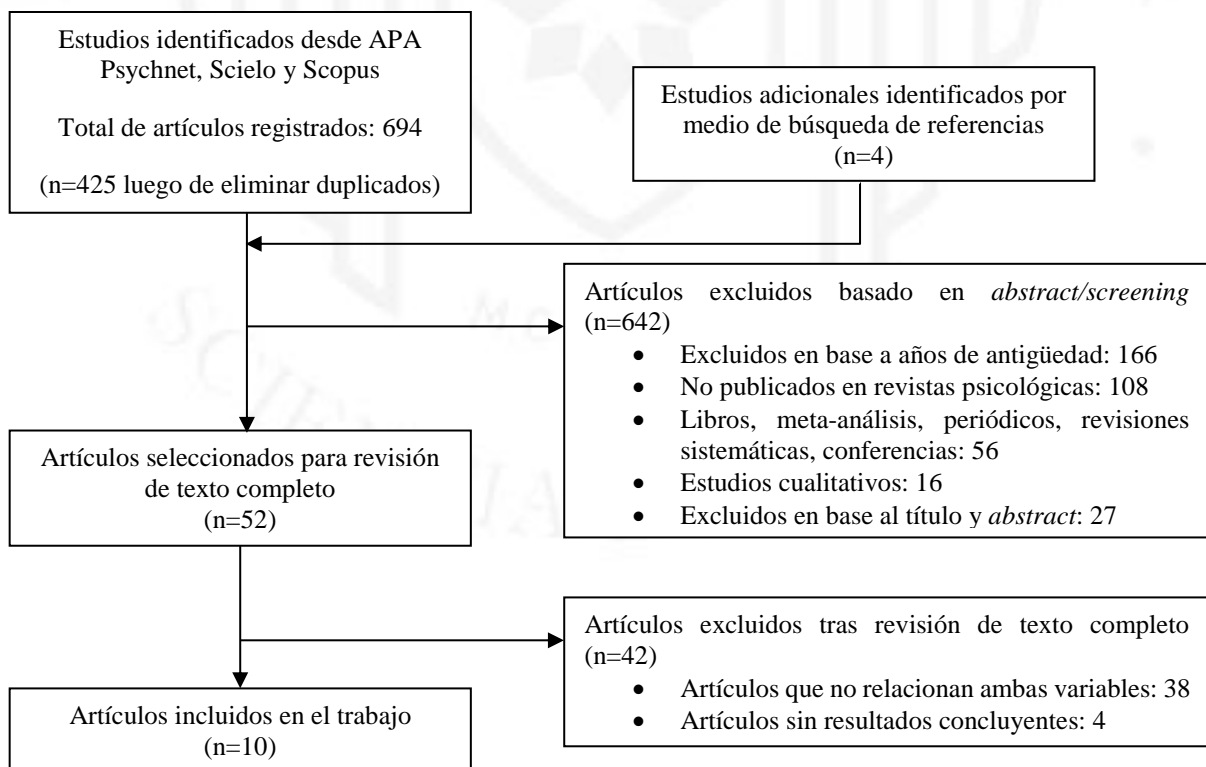 Estudios identificados desde APA
Psychnet, Scielo y Scopus
Total de artículos registrados: 694
(n=425 luego de eliminar duplicados)
Estudios adicionales identificados por
medio de búsqueda de referencias
(n=4)
Artículos excluidos basado en abstract/screening
(n=642)
• Excluidos en base a años de antigüedad: 166
• No publicados en revistas psicológicas: 108
• Libros, meta-análisis, periódicos, revisiones
sistemáticas, conferencias: 56
• Estudios cualitativos: 16
• Excluidos en base al título y abstract: 27
Artículos seleccionados para revisión
de texto completo
(n=52)
Artículos excluidos tras revisión de texto completo
(n=42)
• Artículos que no relacionan ambas variables: 38
• Artículos sin resultados concluyentes: 4
Artículos incluidos en el trabajo
(n=10)